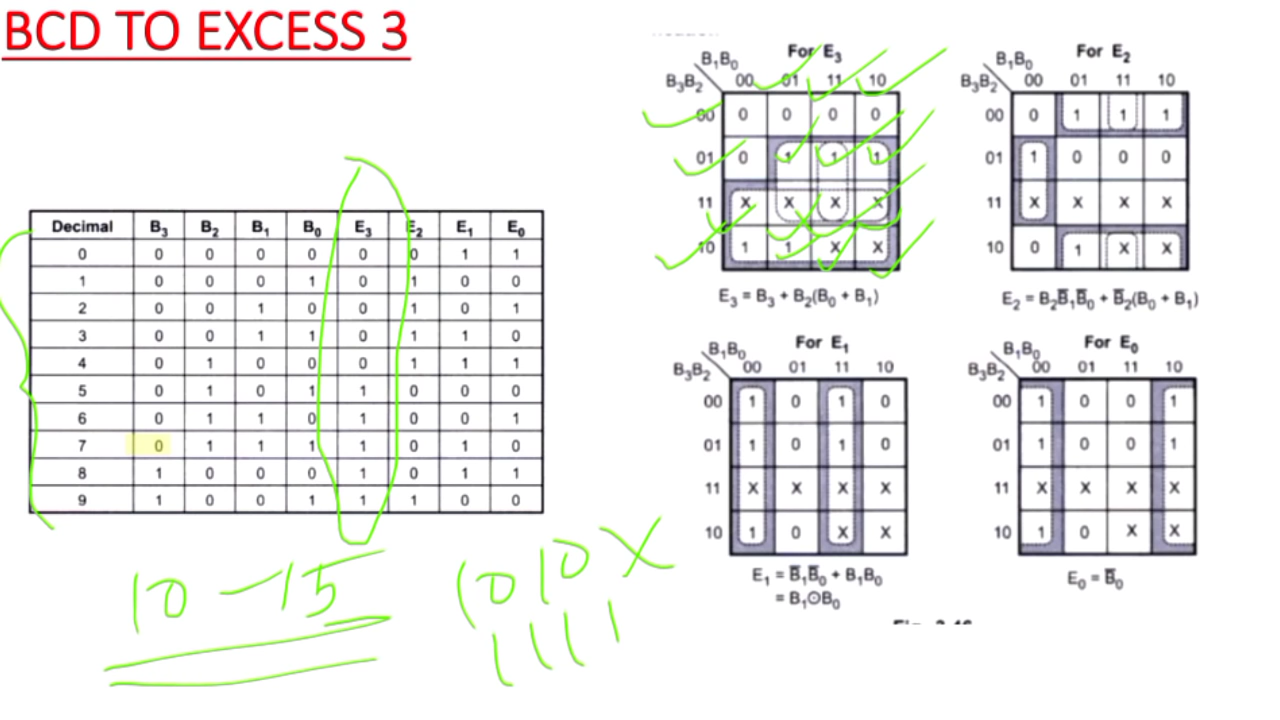 BCD TO EXCESS 3
Decimal B₃ B₂ B₁ B₀ E₃ E₂ E₁ E₀
0 0 0 0 0 0 0 1 1
1 0 0 0 1 0 1 0 0
2 0 0 1 0 0 1 0 1
3 0 0 1 1 0 1 1 0
4 0 1 0 0 0 1 1 1
5 0 1 0 1 1 0 0 0
6 0 1 1 0 1 0 0 1
7 0 1 1 1 1 0 1 0
8 1 0 0 0 1 0 1 1
9 1 0 0 1 1 1 0 0
10 - 15
1010 X
1111
For E₃
B₁B₀
B₃B₂ 00 01 11 10
00 0 0 0 0
01 0 1 1 1
11 X X X X
10 1 1 X X
E₃ = B₃ + B₂(B₀ + B₁)
For E₂
B₁B₀
B₃B₂ 00 01 11 10
00 0 1 1 1
01 1 0 0 0
11 X X X X
10 0 1 X X
E₂ = B₂B̅₁B̅₀ + B̅₂(B₀ + B₁)
For E₁
B₁B₀
B₃B₂ 00 01 11 10
00 1 0 1 0
01 1 0 1 0
11 X X X X
10 1 0 X X
E₁ = B̅₁B̅₀ + B₁B₀
= B₁⊙B₀
For E₀
B₁B₀
B₃B₂ 00 01 11 10
00 1 0 0 1
01 1 0 0 1
11 X X X X
10 1 0 X X
E₀ = B̅₀